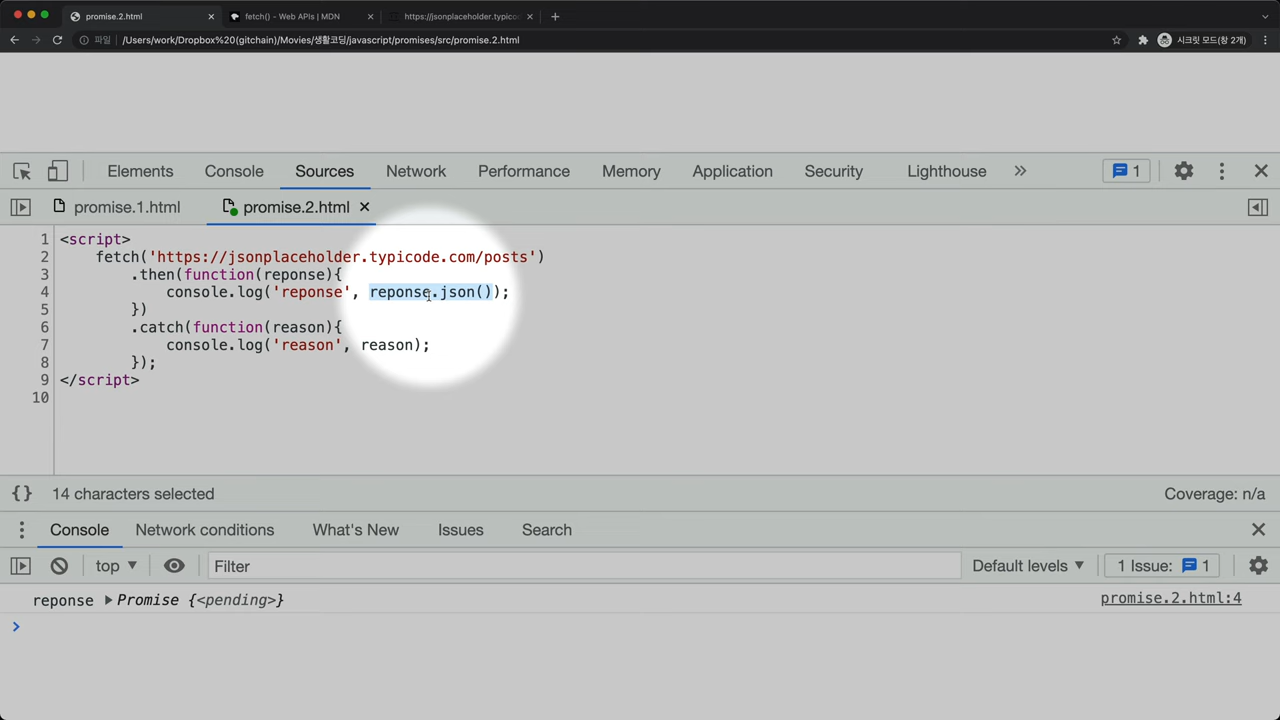 promise.2.html
fetch() - Web APIs | MDN
https://jsonplaceholder.typico
파일
/Users/work/Dropbox%20(gitchain)/Movies/생활코딩/javascript/promises/src/promise.2.html
시크릿 모드(창 2개)
Elements Console Sources Network Performance Memory Application Security Lighthouse 1
promise.1.html promise.2.html
1 <script>
2 fetch('https://jsonplaceholder.typicode.com/posts')
3 .then(function(reponse){
4 console.log('reponse', reponse.json());
5 })
6 .catch(function(reason){
7 console.log('reason', reason);
8 });
9 </script>
10
{} 14 characters selected Coverage: n/a
Console Network conditions What's New Issues Search
top Filter Default levels 1 Issue: 1
reponse Promise {<pending>} promise.2.html:4